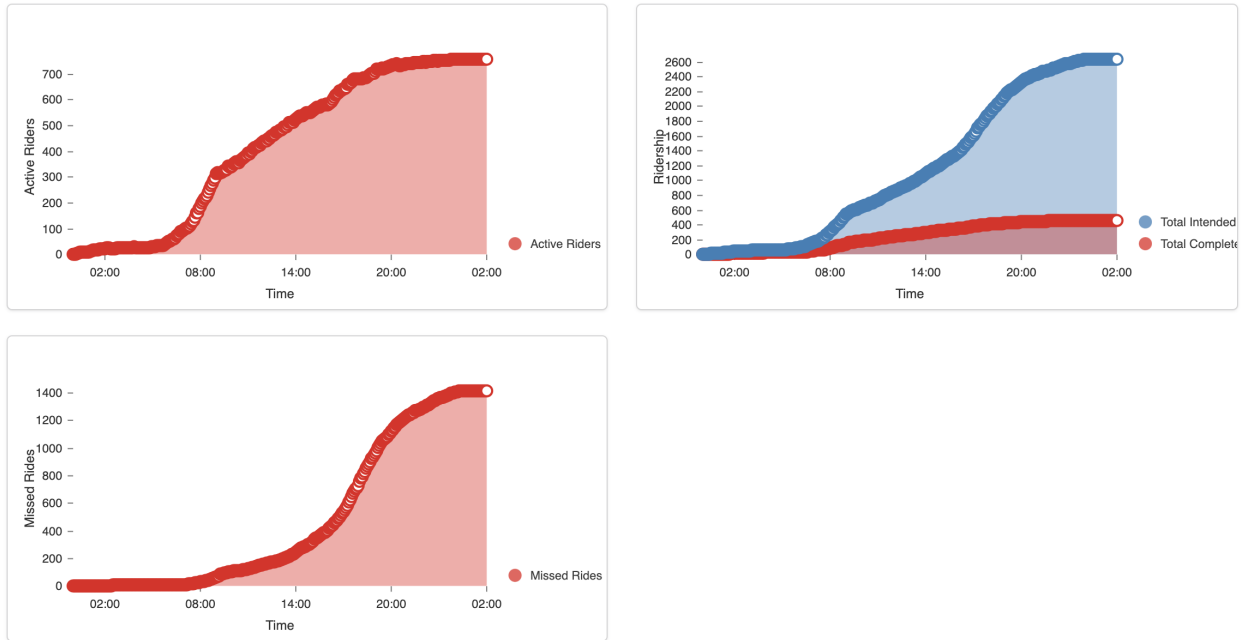 700
600
500
400
300
200
100
0
Active Riders
02:00 08:00 14:00 20:00 02:00
Time
Active Riders
2600
2400
2200
2000
1800
1600
1400
1200
1000
800
600
400
200
0
Ridership
02:00 08:00 14:00 20:00 02:00
Time
Total Intended
Total Complete
1400
1200
1000
800
600
400
200
0
Missed Rides
02:00 08:00 14:00 20:00 02:00
Time
Missed Rides